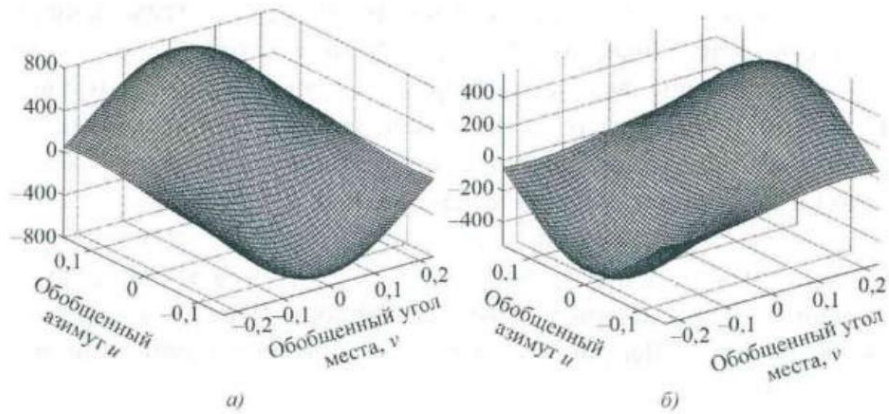 800
400
0
−400
−800
0,1
0
−0,1
−0,2
−0,1
0
0,1
0,2
Обобщенный
азимут u
Обобщенный угол
места, v
а)
400
200
0
−200
−400
0,1
0
−0,1
−0,2
−0,1
0
0,1
0,2
Обобщенный
азимут u
Обобщенный угол
места, v
б)